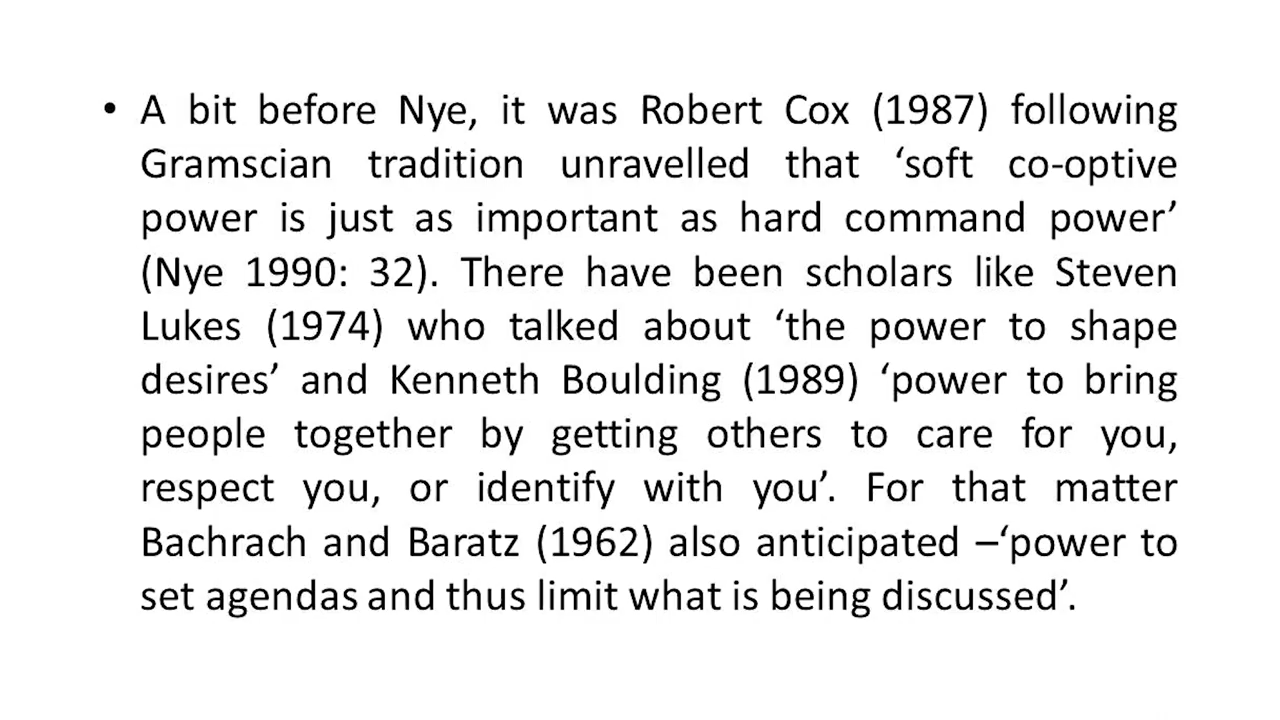 • A bit before Nye, it was Robert Cox (1987) following
Gramscian tradition unravelled that ‘soft co-optive
power is just as important as hard command power’
(Nye 1990: 32). There have been scholars like Steven
Lukes (1974) who talked about ‘the power to shape
desires’ and Kenneth Boulding (1989) ‘power to bring
people together by getting others to care for you,
respect you, or identify with you’. For that matter
Bachrach and Baratz (1962) also anticipated –‘power to
set agendas and thus limit what is being discussed’.